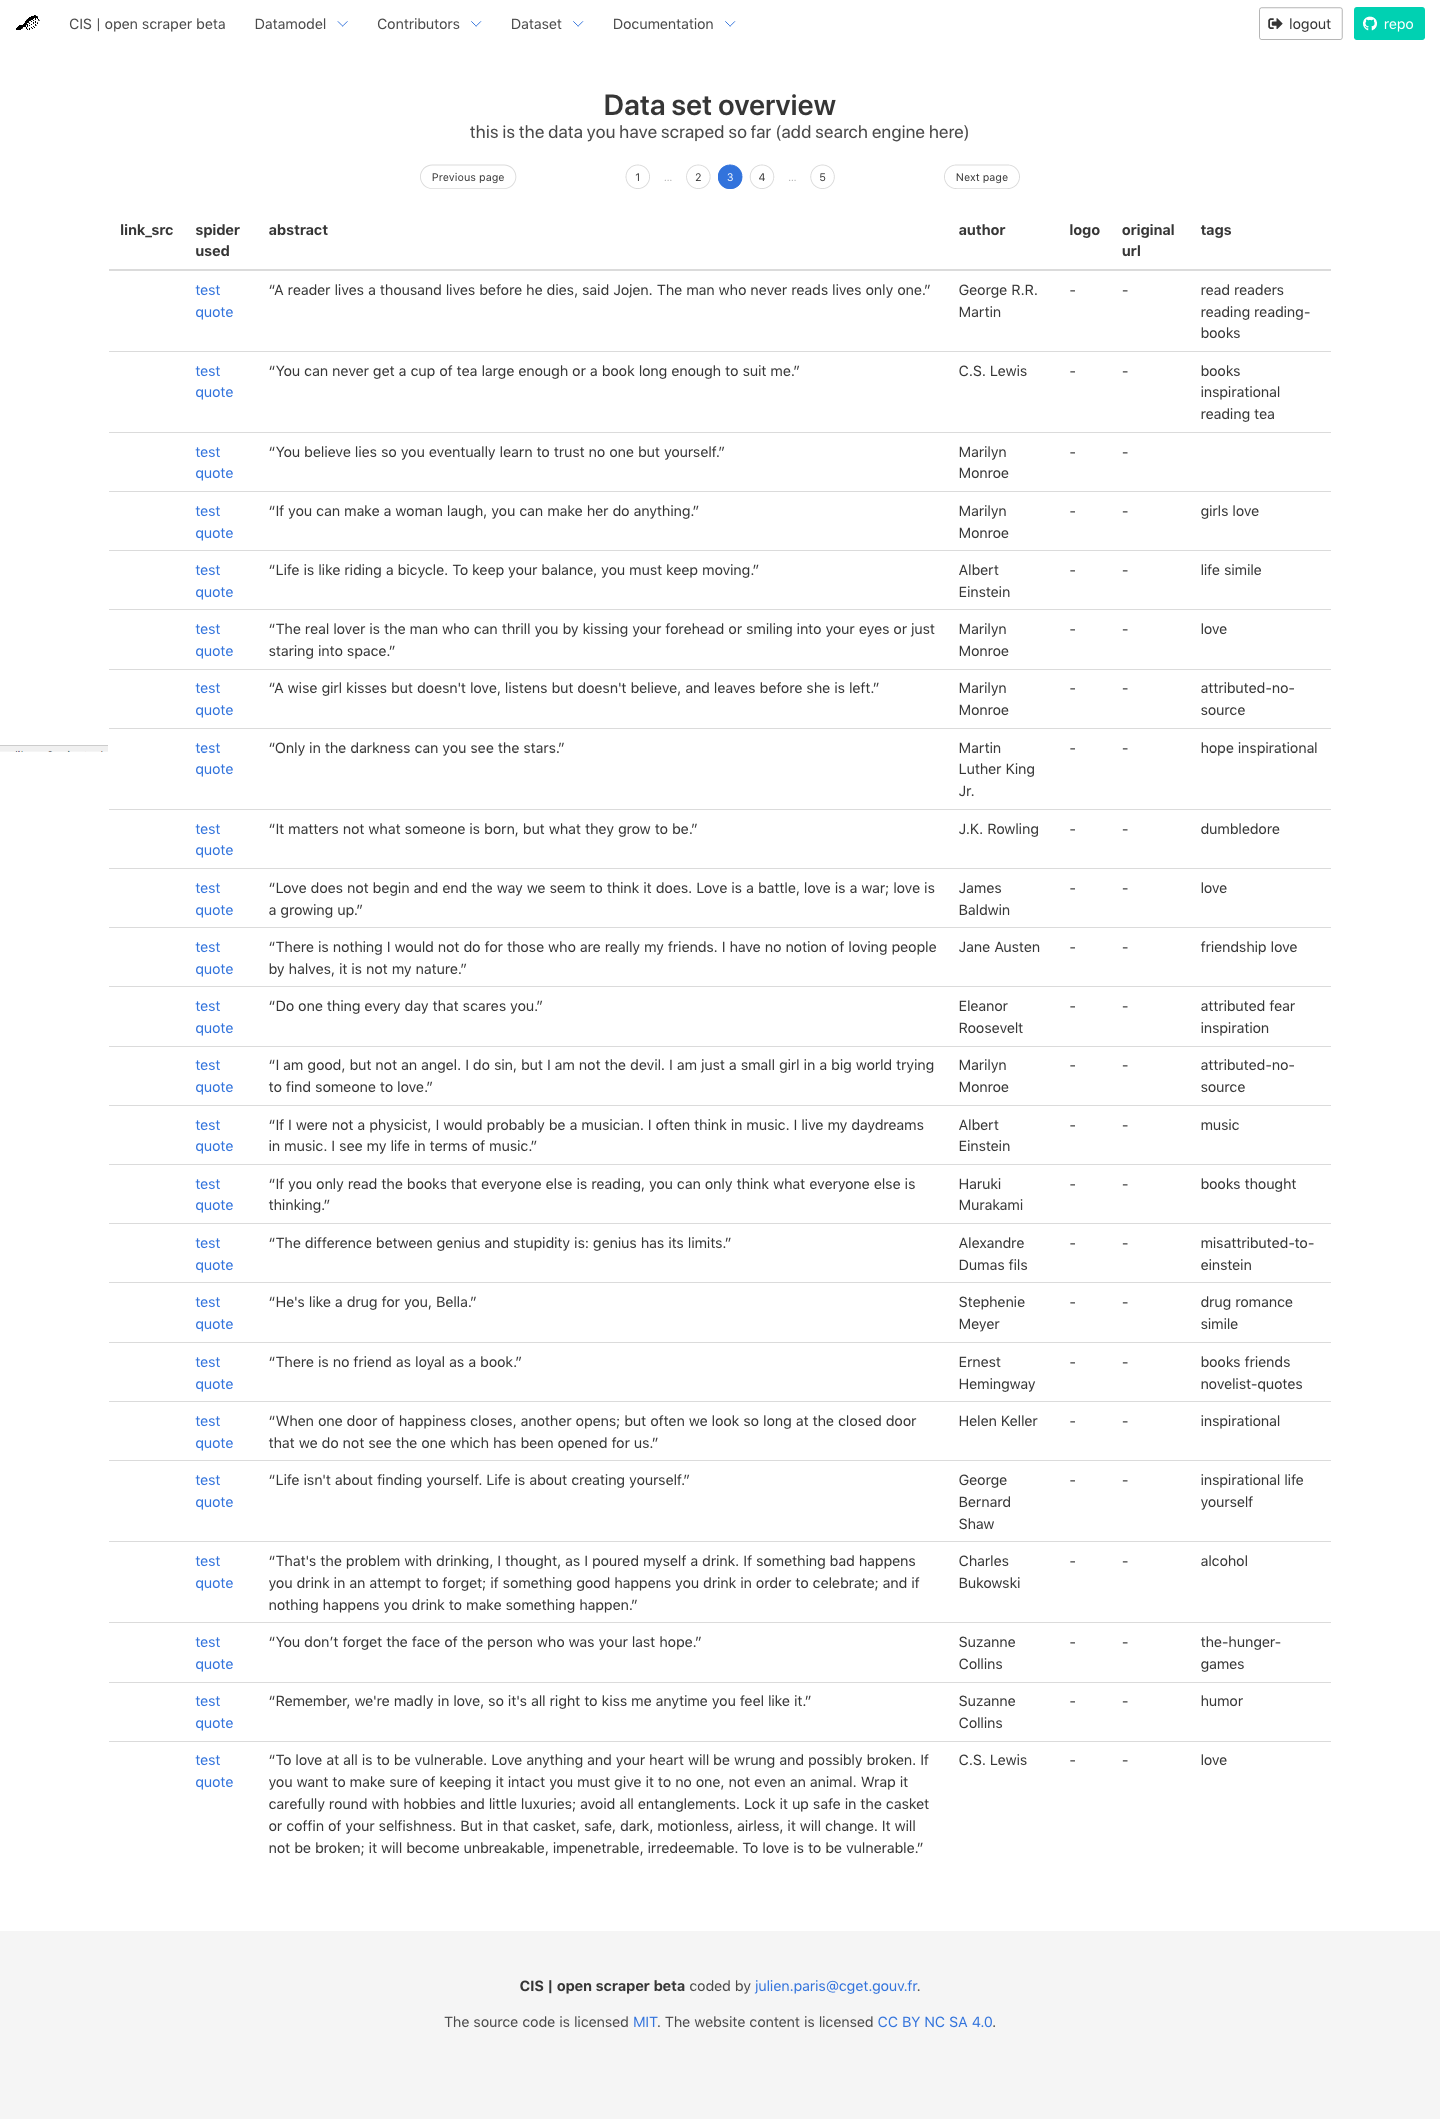 CIS | open scraper beta Datamodel Contributors Dataset Documentation logout repo
Data set overview
this is the data you have scraped so far (add search engine here)
Previous page 1 ... 2 3 4 ... 5 Next page
link_src spider used abstract author logo original url tags
test quote “A reader lives a thousand lives before he dies, said Jojen. The man who never reads lives only one.” George R.R. Martin - - read readers reading reading-books
test quote “You can never get a cup of tea large enough or a book long enough to suit me.” C.S. Lewis - - books inspirational reading tea
test quote “You believe lies so you eventually learn to trust no one but yourself.” Marilyn Monroe - -
test quote “If you can make a woman laugh, you can make her do anything.” Marilyn Monroe - - girls love
test quote “Life is like riding a bicycle. To keep your balance, you must keep moving.” Albert Einstein - - life simile
test quote “The real lover is the man who can thrill you by kissing your forehead or smiling into your eyes or just staring into space.” Marilyn Monroe - - love
test quote “A wise girl kisses but doesn't love, listens but doesn't believe, and leaves before she is left.” Marilyn Monroe - - attributed-no-source
test quote “Only in the darkness can you see the stars.” Martin Luther King Jr. - - hope inspirational
test quote “It matters not what someone is born, but what they grow to be.” J.K. Rowling - - dumbledore
test quote “Love does not begin and end the way we seem to think it does. Love is a battle, love is a war; love is a growing up.” James Baldwin - - love
test quote “There is nothing I would not do for those who are really my friends. I have no notion of loving people by halves, it is not my nature.” Jane Austen - - friendship love
test quote “Do one thing every day that scares you.” Eleanor Roosevelt - - attributed fear inspiration
test quote “I am good, but not an angel. I do sin, but I am not the devil. I am just a small girl in a big world trying to find someone to love.” Marilyn Monroe - - attributed-no-source
test quote “If I were not a physicist, I would probably be a musician. I often think in music. I live my daydreams in music. I see my life in terms of music.” Albert Einstein - - music
test quote “If you only read the books that everyone else is reading, you can only think what everyone else is thinking.” Haruki Murakami - - books thought
test quote “The difference between genius and stupidity is: genius has its limits.” Alexandre Dumas fils - - misattributed-to-einstein
test quote “He's like a drug for you, Bella.” Stephenie Meyer - - drug romance simile
test quote “There is no friend as loyal as a book.” Ernest Hemingway - - books friends novelist-quotes
test quote “When one door of happiness closes, another opens; but often we look so long at the closed door that we do not see the one which has been opened for us.” Helen Keller - - inspirational
test quote “Life isn't about finding yourself. Life is about creating yourself.” George Bernard Shaw - - inspirational life yourself
test quote “That's the problem with drinking, I thought, as I poured myself a drink. If something bad happens you drink in an attempt to forget; if something good happens you drink in order to celebrate; and if nothing happens you drink to make something happen.” Charles Bukowski - - alcohol
test quote “You don’t forget the face of the person who was your last hope.” Suzanne Collins - - the-hunger-games
test quote “Remember, we're madly in love, so it's all right to kiss me anytime you feel like it.” Suzanne Collins - - humor
test quote “To love at all is to be vulnerable. Love anything and your heart will be wrung and possibly broken. If you want to make sure of keeping it intact you must give it to no one, not even an animal. Wrap it carefully round with hobbies and little luxuries; avoid all entanglements. Lock it up safe in the casket or coffin of your selfishness. But in that casket, safe, dark, motionless, airless, it will change. It will not be broken; it will become unbreakable, impenetrable, irredeemable. To love is to be vulnerable.” C.S. Lewis - - love
CIS | open scraper beta coded by julien.paris@cget.gouv.fr.
The source code is licensed MIT. The website content is licensed CC BY NC SA 4.0.